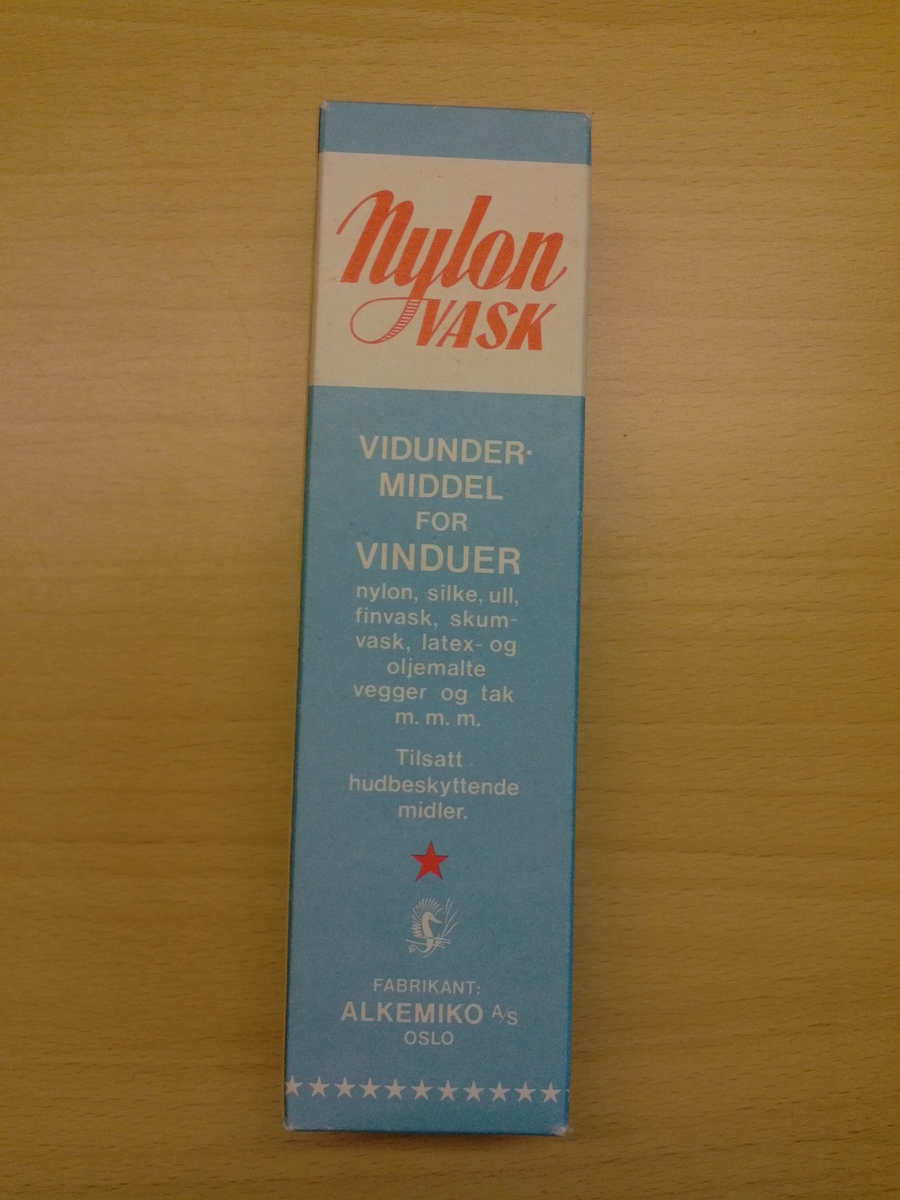 Nylon
VASK
VIDUNDER-
MIDDEL
FOR
VINDUER
nylon, silke, ull,
finvask, skum-
vask, latex- og
oljemalte
vegger og tak
m. m. m.
Tilsatt
hudbeskyttende
midler.
FABRIKANT:
ALKEMIKO A/S
OSLO